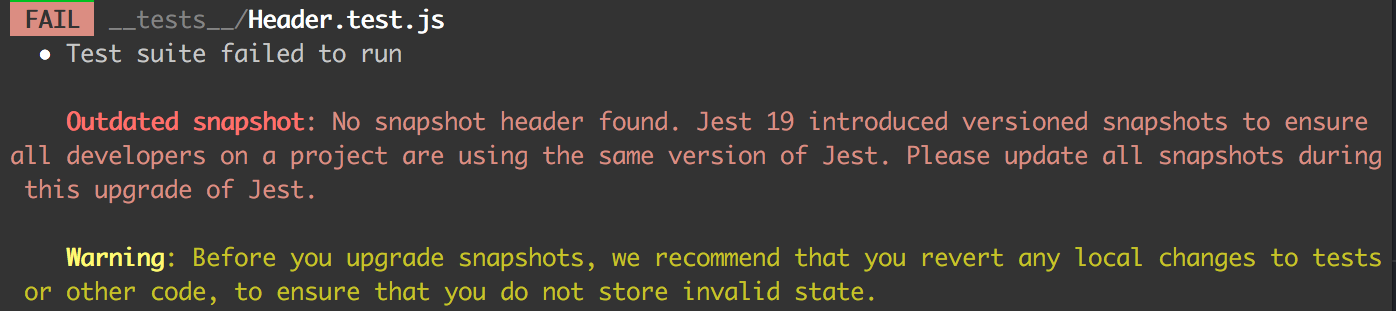 FAIL __tests__/Header.test.js
• Test suite failed to run
Outdated snapshot: No snapshot header found. Jest 19 introduced versioned snapshots to ensure
all developers on a project are using the same version of Jest. Please update all snapshots during
this upgrade of Jest.
Warning: Before you upgrade snapshots, we recommend that you revert any local changes to tests
or other code, to ensure that you do not store invalid state.